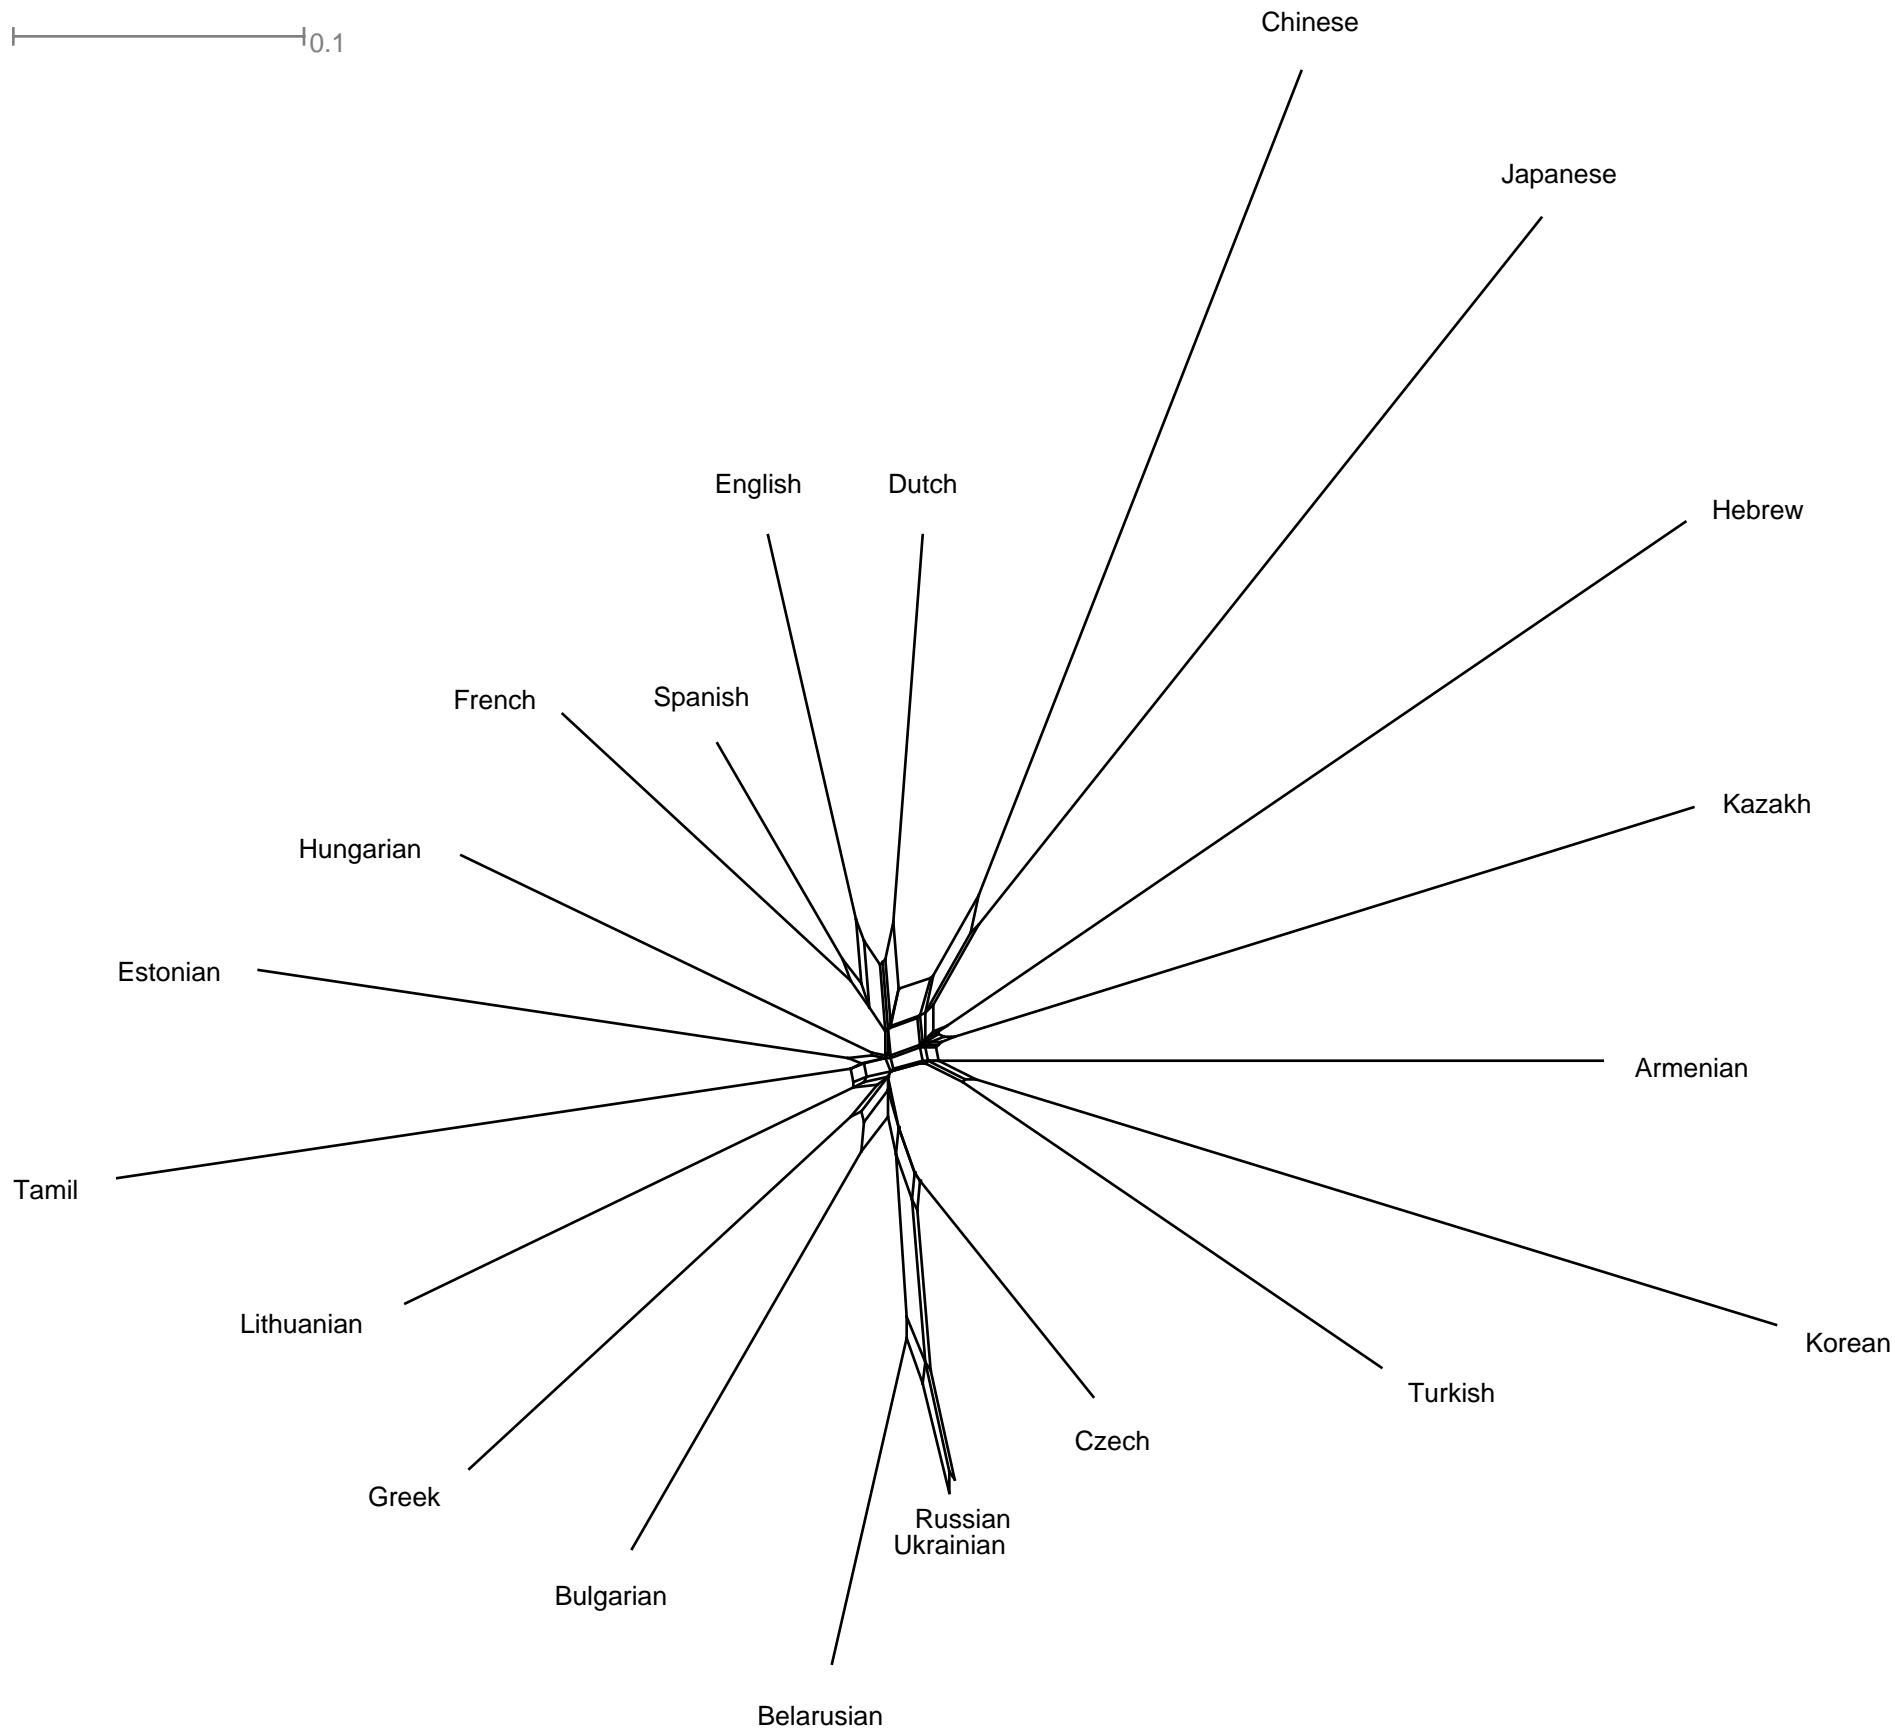 Chinese
0.1
Japanese
English
Dutch
Hebrew
French
Spanish
Kazakh
Hungarian
Estonian
Armenian
Tamil
Lithuanian
Korean
Turkish
Czech
Greek
Russian
Ukrainian
Bulgarian
Belarusian